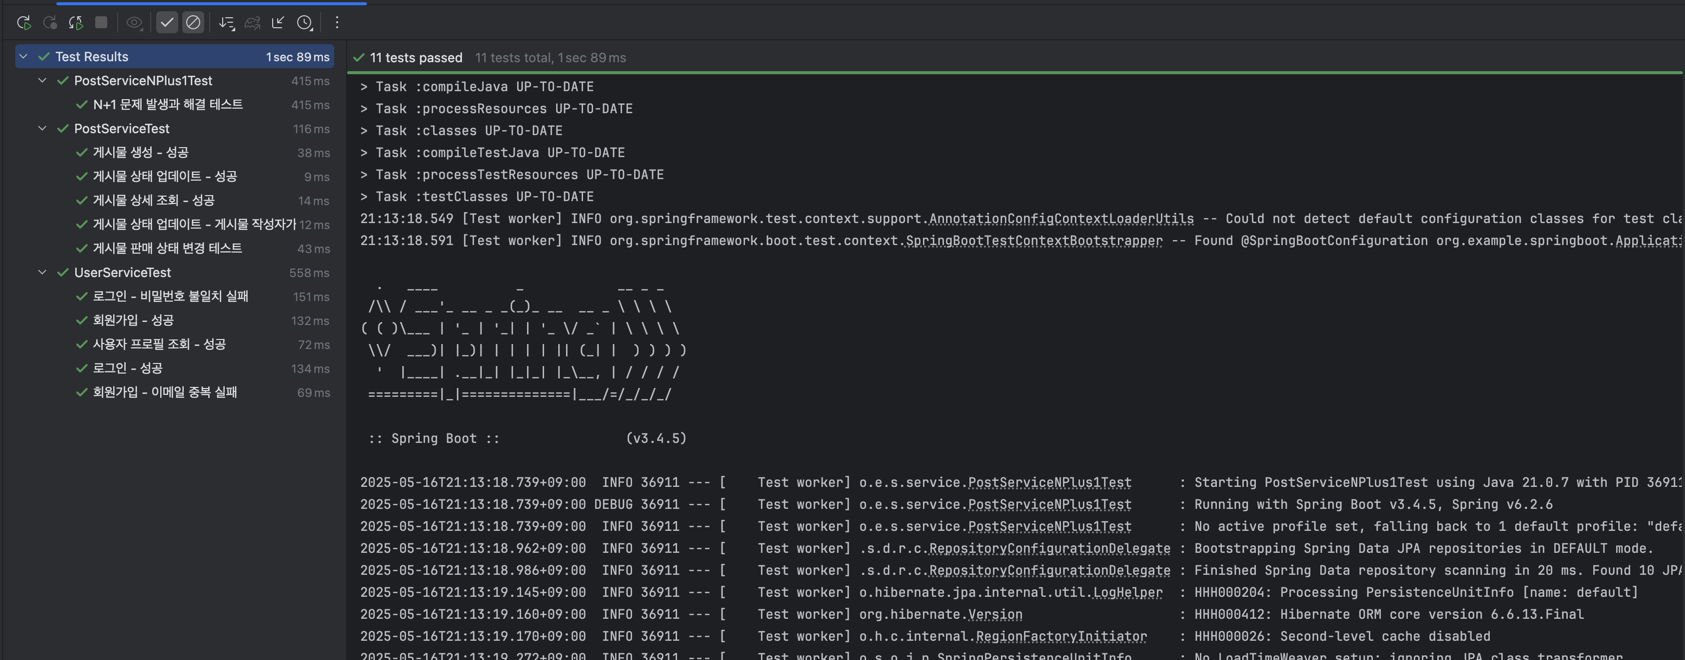 Test Results 1 sec 89 ms
PostServiceNPlus1Test 415 ms
N+1 문제 발생과 해결 테스트 415 ms
PostServiceTest 116 ms
게시물 생성 - 성공 38 ms
게시물 상태 업데이트 - 성공 9 ms
게시물 상세 조회 - 성공 14 ms
게시물 상태 업데이트 - 게시물 작성자가 12 ms
게시물 판매 상태 변경 테스트 43 ms
UserServiceTest 558 ms
로그인 - 비밀번호 불일치 실패 151 ms
회원가입 - 성공 132 ms
사용자 프로필 조회 - 성공 72 ms
로그인 - 성공 134 ms
회원가입 - 이메일 중복 실패 69 ms
11 tests passed 11 tests total, 1 sec 89 ms
> Task :compileJava UP-TO-DATE
> Task :processResources UP-TO-DATE
> Task :classes UP-TO-DATE
> Task :compileTestJava UP-TO-DATE
> Task :processTestResources UP-TO-DATE
> Task :testClasses UP-TO-DATE
21:13:18.549 [Test worker] INFO org.springframework.test.context.support.AnnotationConfigContextLoaderUtils -- Could not detect default configuration classes for test cla
21:13:18.591 [Test worker] INFO org.springframework.boot.test.context.SpringBootTestContextBootstrapper -- Found @SpringBootConfiguration org.example.springboot.Applicati
  .   ____          _            __ _ _
 /\\ / ___'_ __ _ _(_)_ __  __ _ \ \ \ \
( ( )\___ | '_ | '_| | '_ \/ _` | \ \ \ \
 \\/  ___)| |_)| | | | | || (_| |  ) ) ) )
  '  |____| .__|_| |_|_| |_\__, | / / / /
 =========|_|==============|___/=/_/_/_/
:: Spring Boot :: (v3.4.5)
2025-05-16T21:13:18.739+09:00  INFO 36911 --- [    Test worker] o.e.s.service.PostServiceNPlus1Test      : Starting PostServiceNPlus1Test using Java 21.0.7 with PID 36911
2025-05-16T21:13:18.739+09:00 DEBUG 36911 --- [    Test worker] o.e.s.service.PostServiceNPlus1Test      : Running with Spring Boot v3.4.5, Spring v6.2.6
2025-05-16T21:13:18.739+09:00  INFO 36911 --- [    Test worker] o.e.s.service.PostServiceNPlus1Test      : No active profile set, falling back to 1 default profile: "defa
2025-05-16T21:13:18.962+09:00  INFO 36911 --- [    Test worker] .s.d.r.c.RepositoryConfigurationDelegate : Bootstrapping Spring Data JPA repositories in DEFAULT mode.
2025-05-16T21:13:18.986+09:00  INFO 36911 --- [    Test worker] .s.d.r.c.RepositoryConfigurationDelegate : Finished Spring Data repository scanning in 20 ms. Found 10 JPA
2025-05-16T21:13:19.145+09:00  INFO 36911 --- [    Test worker] o.hibernate.jpa.internal.util.LogHelper  : HHH000204: Processing PersistenceUnitInfo [name: default]
2025-05-16T21:13:19.160+09:00  INFO 36911 --- [    Test worker] org.hibernate.Version                    : HHH000412: Hibernate ORM core version 6.6.13.Final
2025-05-16T21:13:19.170+09:00  INFO 36911 --- [    Test worker] o.h.c.internal.RegionFactoryInitiator    : HHH000026: Second-level cache disabled
2025-05-16T21:13:19.272+09:00  INFO 36911 --- [    Test worker] o.s.o.j.p.SpringPersistenceUnitInfo      : No LoadTimeWeaver setup: ignoring JPA class transformer